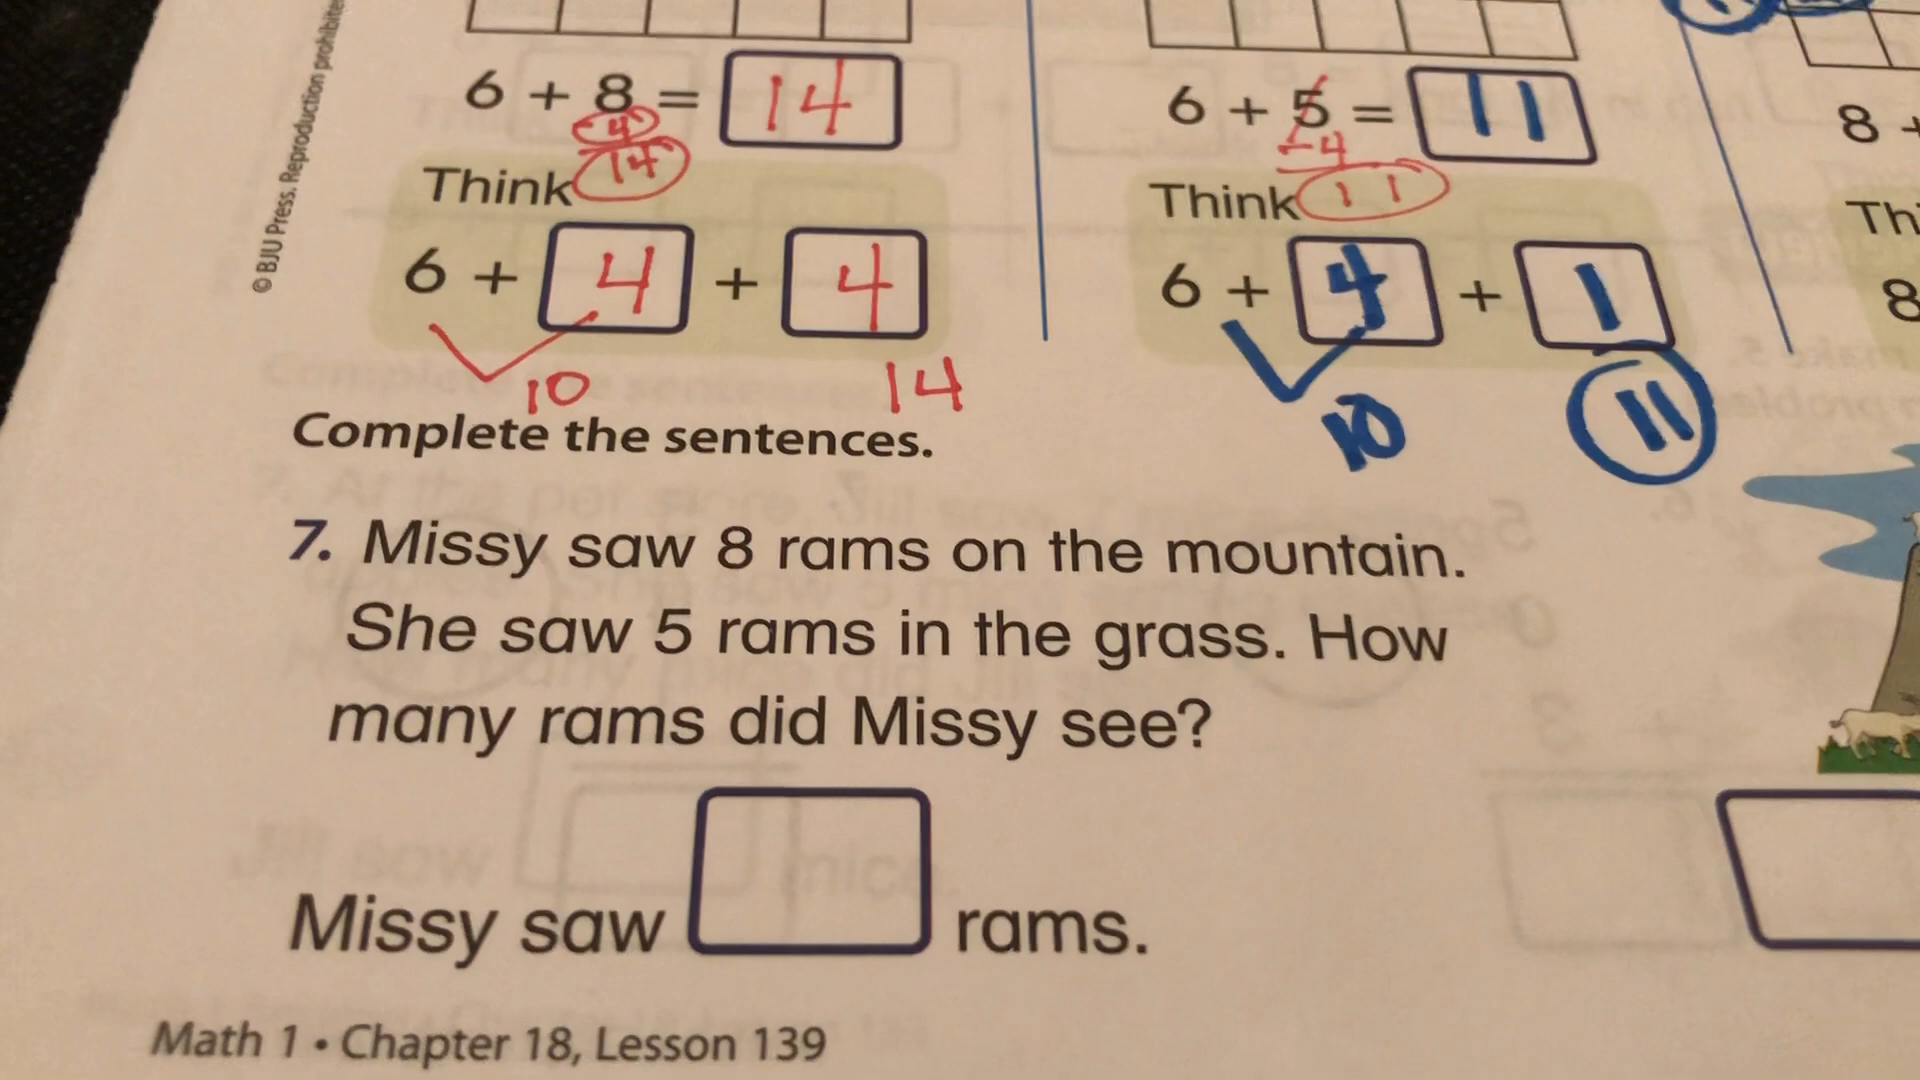 © BJU Press. Reproduction
6 + 8 = 14
-4
14
Think
6 + 4 + 4
10 14
6 + 5 = 11
-4
11
Think
6 + 4 + 1
10 11
8 +
8
Complete the sentences.
7. Missy saw 8 rams on the mountain.
She saw 5 rams in the grass. How
many rams did Missy see?
Missy saw rams.
Math 1 • Chapter 18, Lesson 139